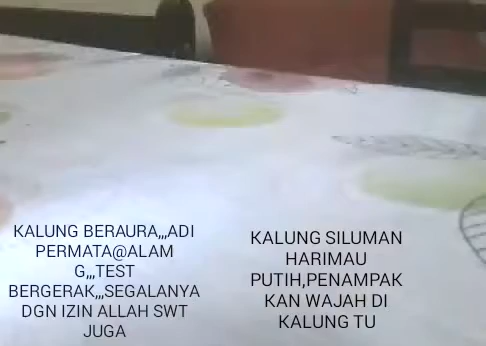 KALUNG BERAURA,,,ADI
PERMATA@ALAM
G,,,TEST
BERGERAK,,,SEGALANYA
DGN IZIN ALLAH SWT
JUGA
KALUNG SILUMAN
HARIMAU
PUTIH,PENAMPAK
KAN WAJAH DI
KALUNG TU